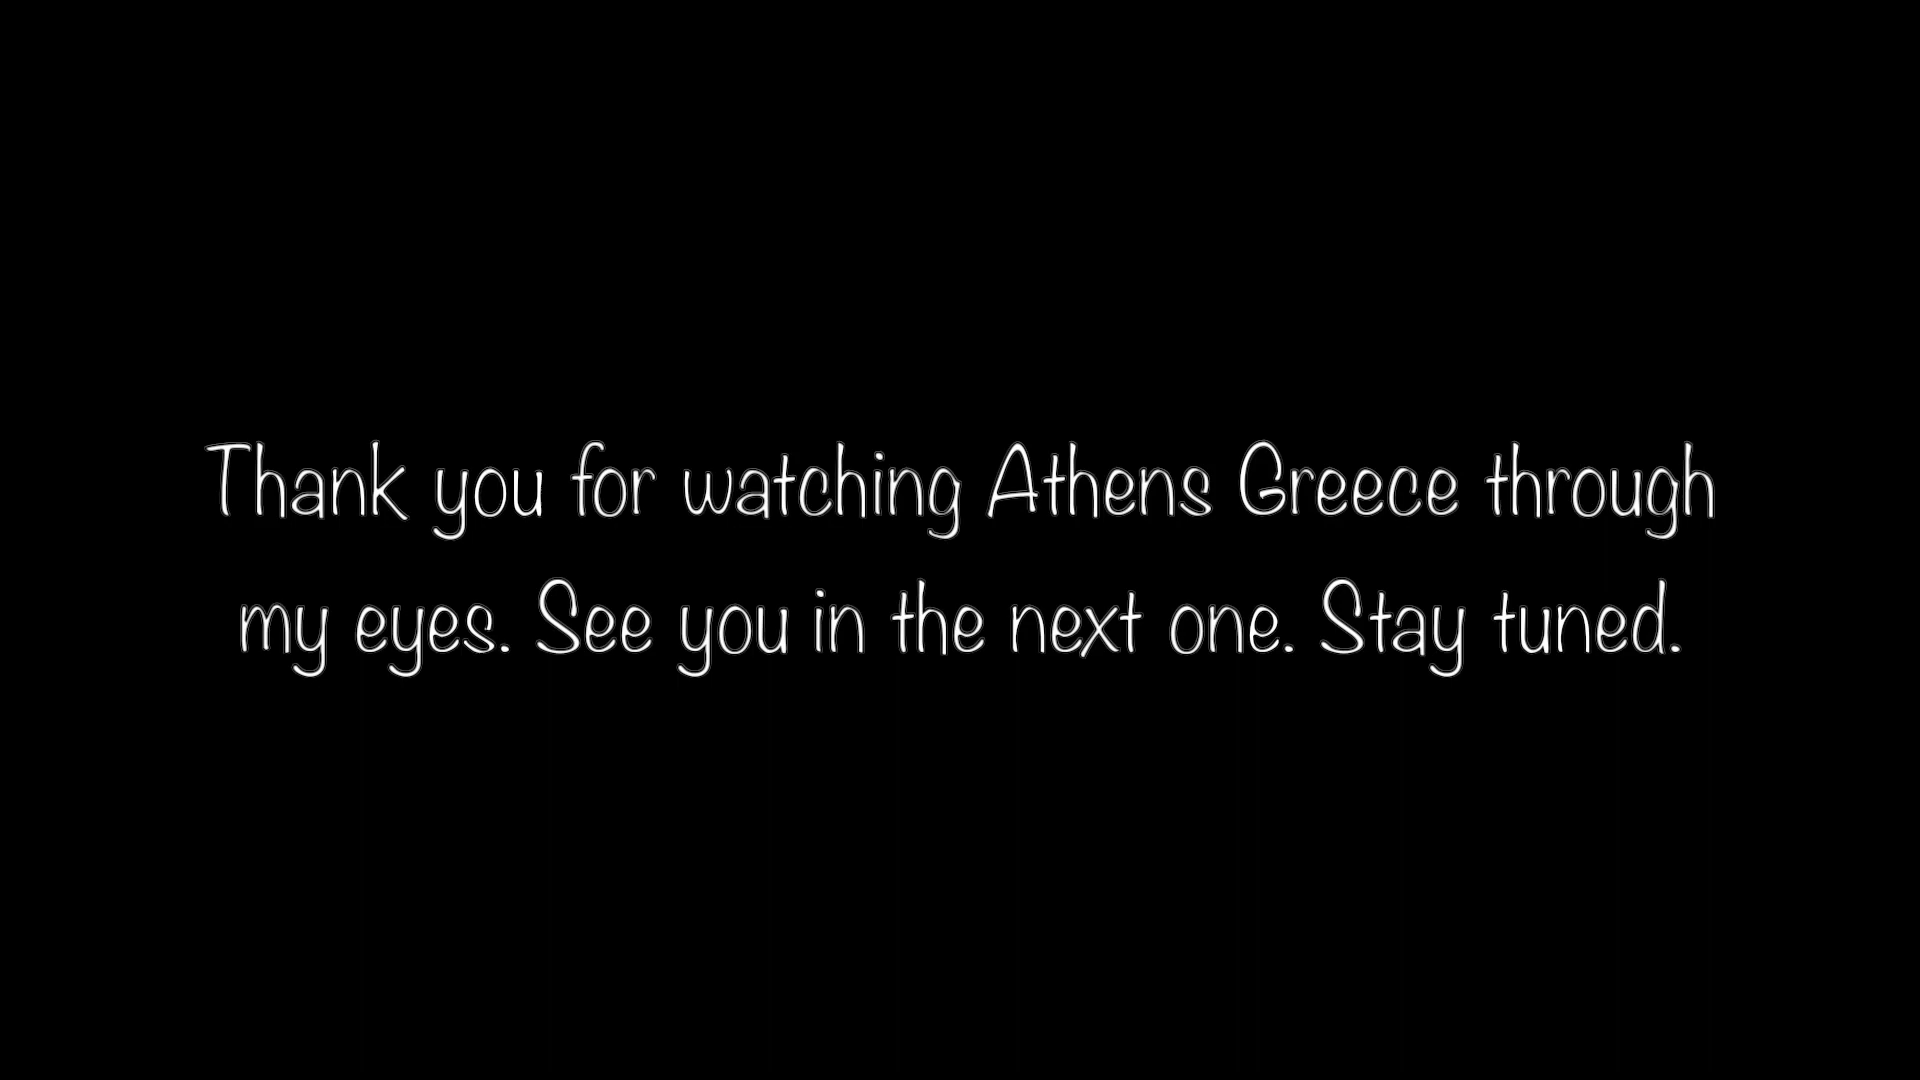 Thank you for watching Athens Greece through
my eyes. See you in the next one. Stay tuned.